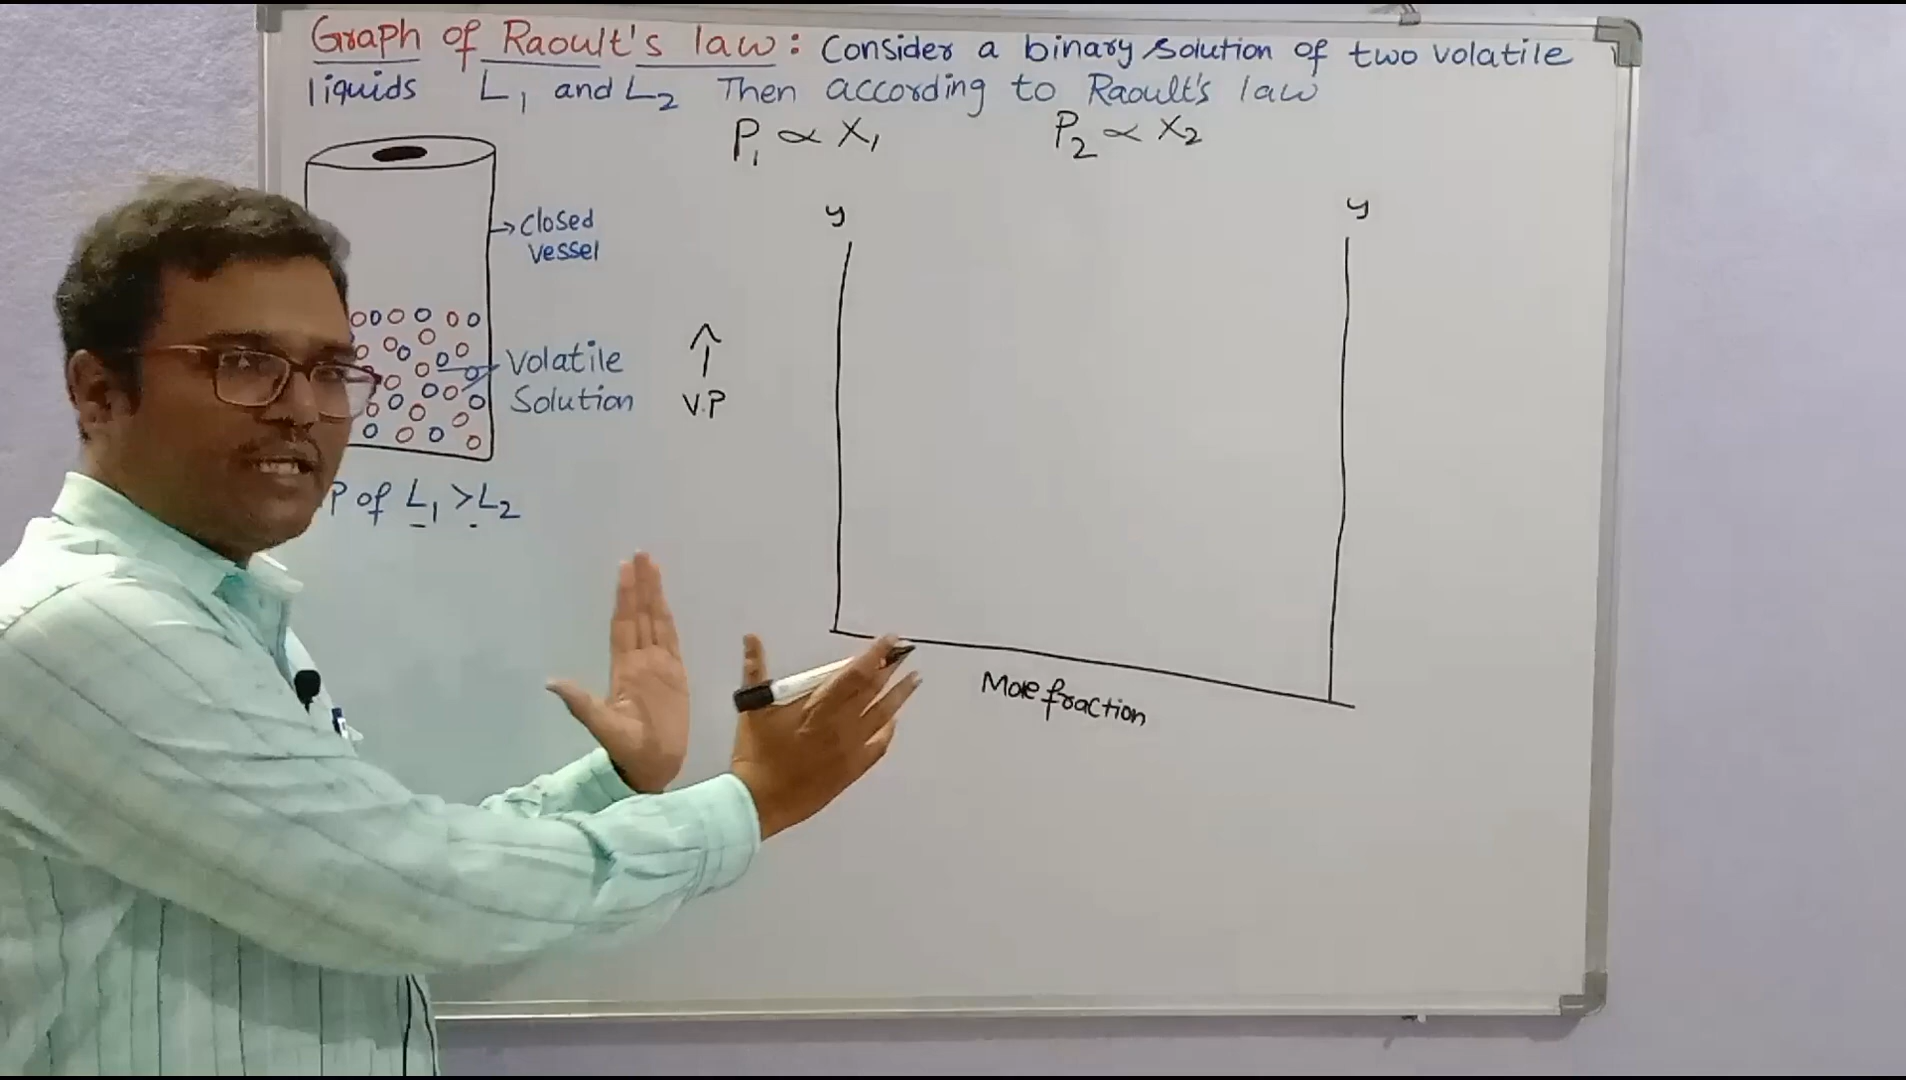 Graph of Raoult's law: Consider a binary solution of two volatile
liquids L1 and L2 Then according to Raoult's law
P1 ∝ X1 P2 ∝ X2
→ Closed
Vessel
Volatile
Solution
P of L1 > L2
↑
V.P
y
y
Mole fraction